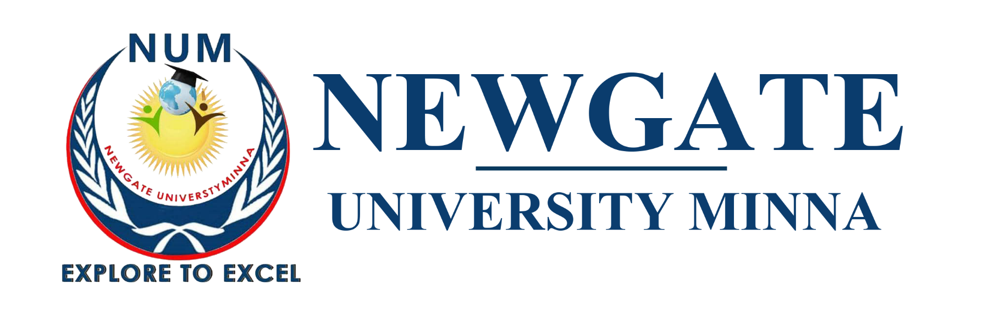 NUM
NEWGATE UNIVERSTYMINNA
EXPLORE TO EXCEL
NEWGATE
UNIVERSITY MINNA